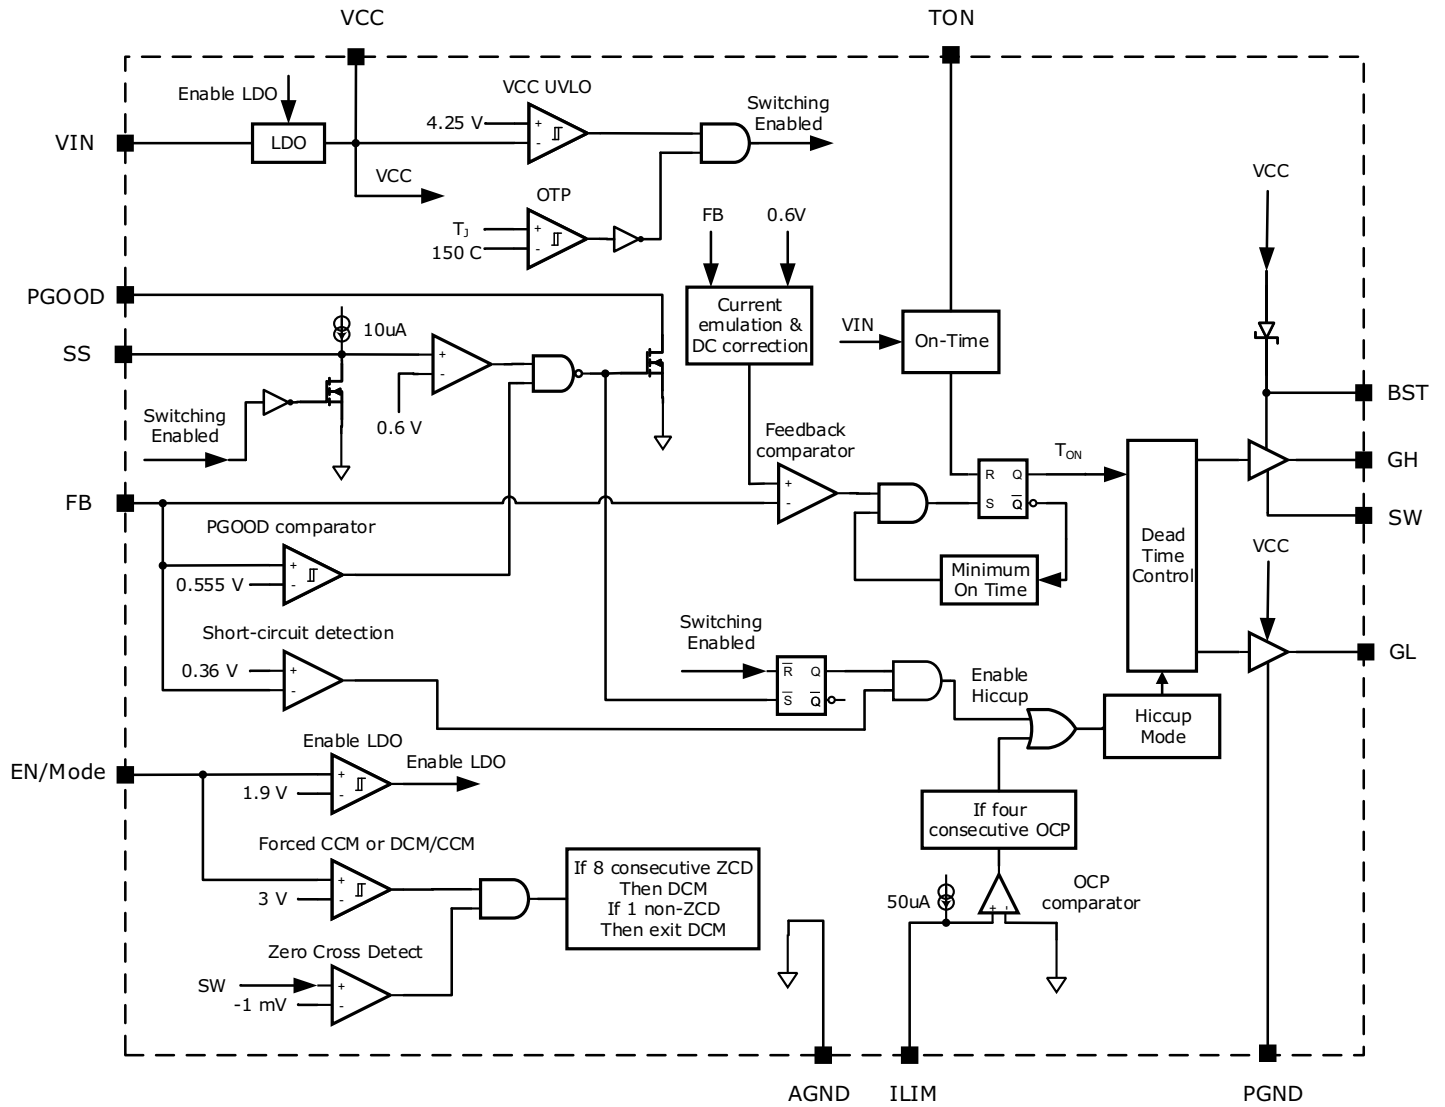 VCC
TON
Enable LDO
VCC UVLO
Switching
Enabled
4.25 V
+
-
VIN
LDO
VCC
VCC
OTP
TJ
150 C
+
-
FB
0.6V
PGOOD
Current
emulation &
DC correction
10uA
VIN
On-Time
SS
+
-
BST
Switching
Enabled
0.6 V
Feedback
comparator
TON
GH
R
Q
+
-
S
Q
FB
SW
PGOOD comparator
Dead
Time
Control
VCC
+
-
0.555 V
Minimum
On Time
Switching
Enabled
Short-circuit detection
GL
0.36 V
+
-
R
Q
S
Q
Enable
Hiccup
Hiccup
Mode
Enable LDO
Enable LDO
EN/Mode
+
-
1.9 V
If four
consecutive OCP
Forced CCM or DCM/CCM
+
-
3 V
If 8 consecutive ZCD
Then DCM
If 1 non-ZCD
Then exit DCM
50uA
OCP
comparator
+
-
Zero Cross Detect
SW
-1 mV
+
-
AGND
ILIM
PGND